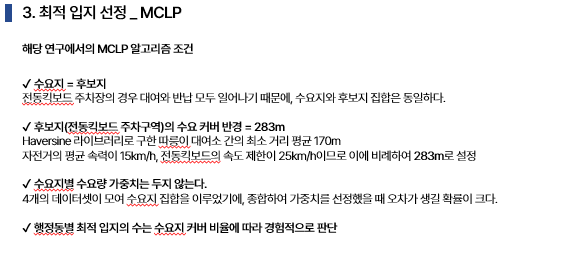 3. 최적 입지 선정 _ MCLP
해당 연구에서의 MCLP 알고리즘 조건
✓ 수요지 = 후보지
전동킥보드 주차장의 경우 대여와 반납 모두 일어나기 때문에, 수요지와 후보지 집합은 동일하다.
✓ 후보지(전동킥보드 주차구역)의 수요 커버 반경 = 283m
Haversine 라이브러리로 구한 따릉이 대여소 간의 최소 거리 평균 170m
자전거의 평균 속력이 15km/h, 전동킥보드의 속도 제한이 25km/h이므로 이에 비례하여 283m로 설정
✓ 수요지별 수요량 가중치는 두지 않는다.
4개의 데이터셋이 모여 수요지 집합을 이루었기에, 종합하여 가중치를 선정했을 때 오차가 생길 확률이 크다.
✓ 행정동별 최적 입지의 수는 수요지 커버 비율에 따라 경험적으로 판단